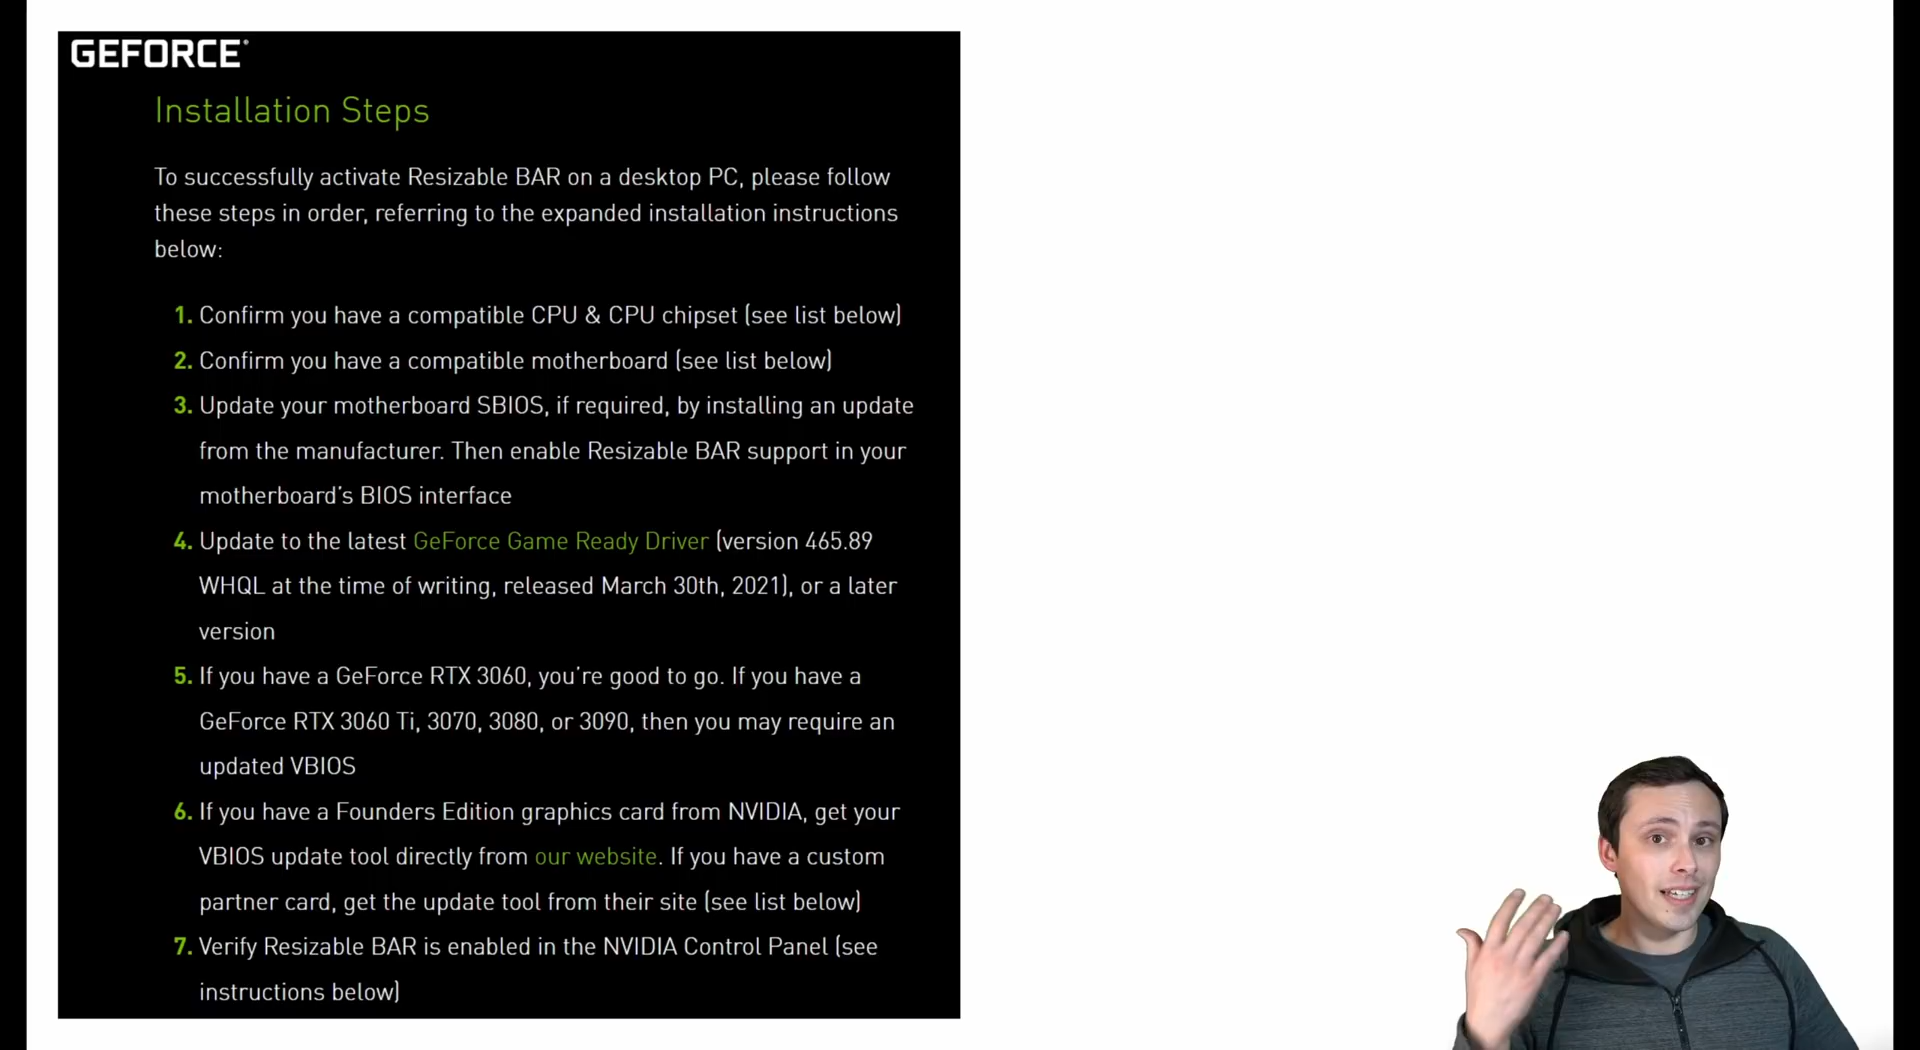 GEFORCE
Installation Steps
To successfully activate Resizable BAR on a desktop PC, please follow
these steps in order, referring to the expanded installation instructions
below:
1. Confirm you have a compatible CPU & CPU chipset (see list below)
2. Confirm you have a compatible motherboard (see list below)
3. Update your motherboard SBIOS, if required, by installing an update
from the manufacturer. Then enable Resizable BAR support in your
motherboard's BIOS interface
4. Update to the latest GeForce Game Ready Driver (version 465.89
WHQL at the time of writing, released March 30th, 2021), or a later
version
5. If you have a GeForce RTX 3060, you're good to go. If you have a
GeForce RTX 3060 Ti, 3070, 3080, or 3090, then you may require an
updated VBIOS
6. If you have a Founders Edition graphics card from NVIDIA, get your
VBIOS update tool directly from our website. If you have a custom
partner card, get the update tool from their site (see list below)
7. Verify Resizable BAR is enabled in the NVIDIA Control Panel (see
instructions below)